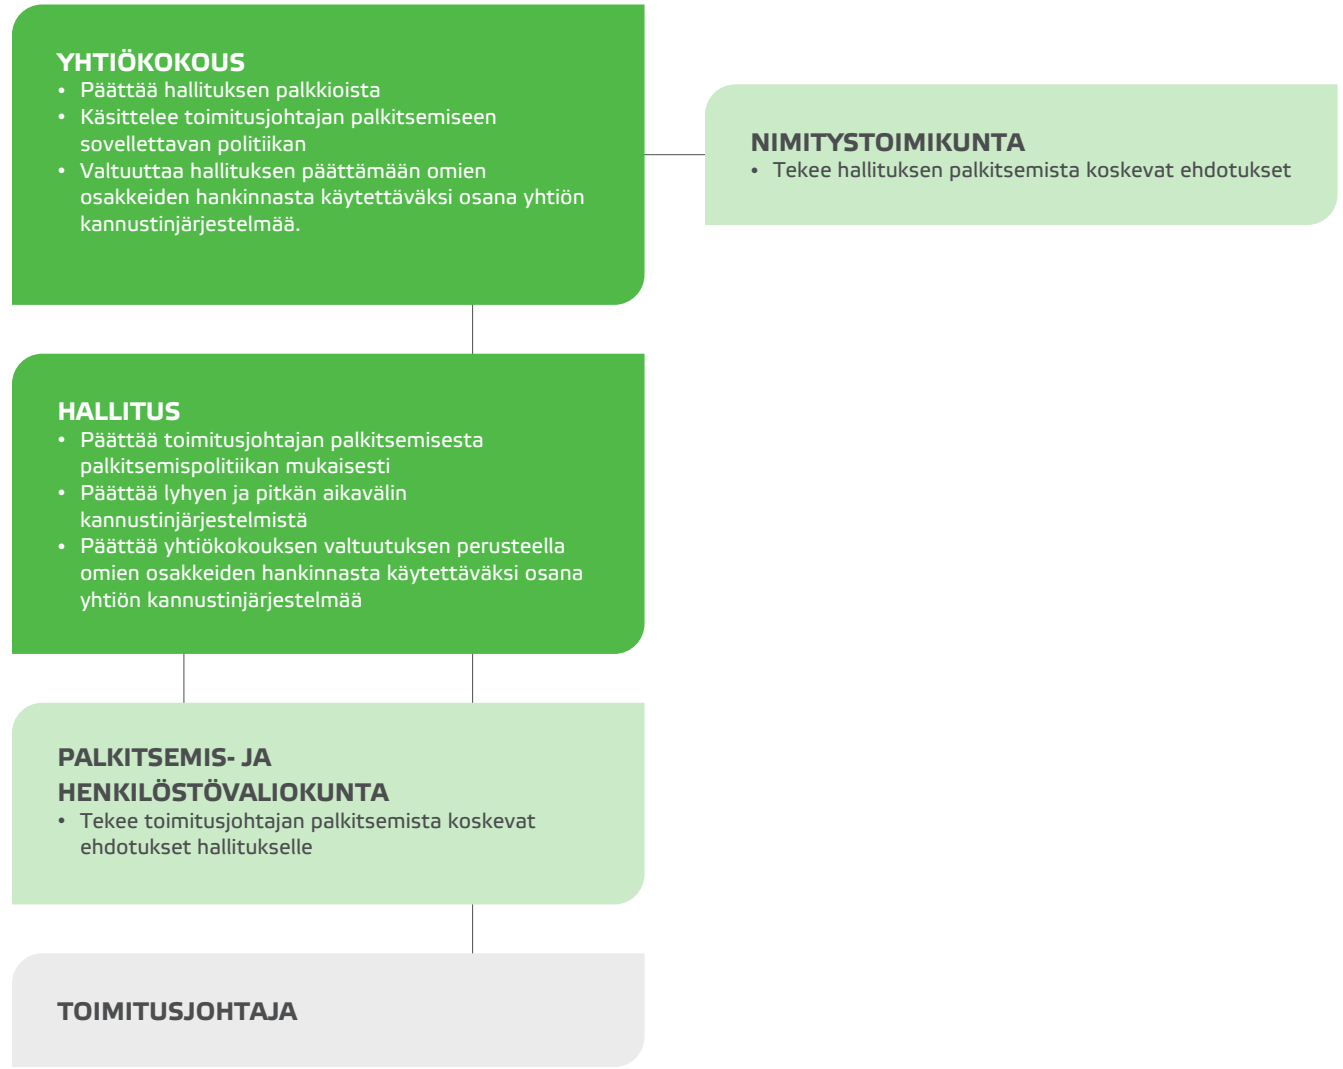 YHTIÖKOKOUS
• Päättää hallituksen palkkioista
• Käsittelee toimitusjohtajan palkitsemiseen
sovellettavan politiikan
• Valtuuttaa hallituksen päättämään omien
osakkeiden hankinnasta käytettäväksi osana yhtiön
kannustinjärjestelmää.
NIMITYSTOIMIKUNTA
• Tekee hallituksen palkitsemista koskevat ehdotukset
HALLITUS
• Päättää toimitusjohtajan palkitsemisesta
palkitsemispolitiikan mukaisesti
• Päättää lyhyen ja pitkän aikavälin
kannustinjärjestelmistä
• Päättää yhtiökokouksen valtuutuksen perusteella
omien osakkeiden hankinnasta käytettäväksi osana
yhtiön kannustinjärjestelmää
PALKITSEMIS- JA
HENKILÖSTÖVALIOKUNTA
• Tekee toimitusjohtajan palkitsemista koskevat
ehdotukset hallitukselle
TOIMITUSJOHTAJA